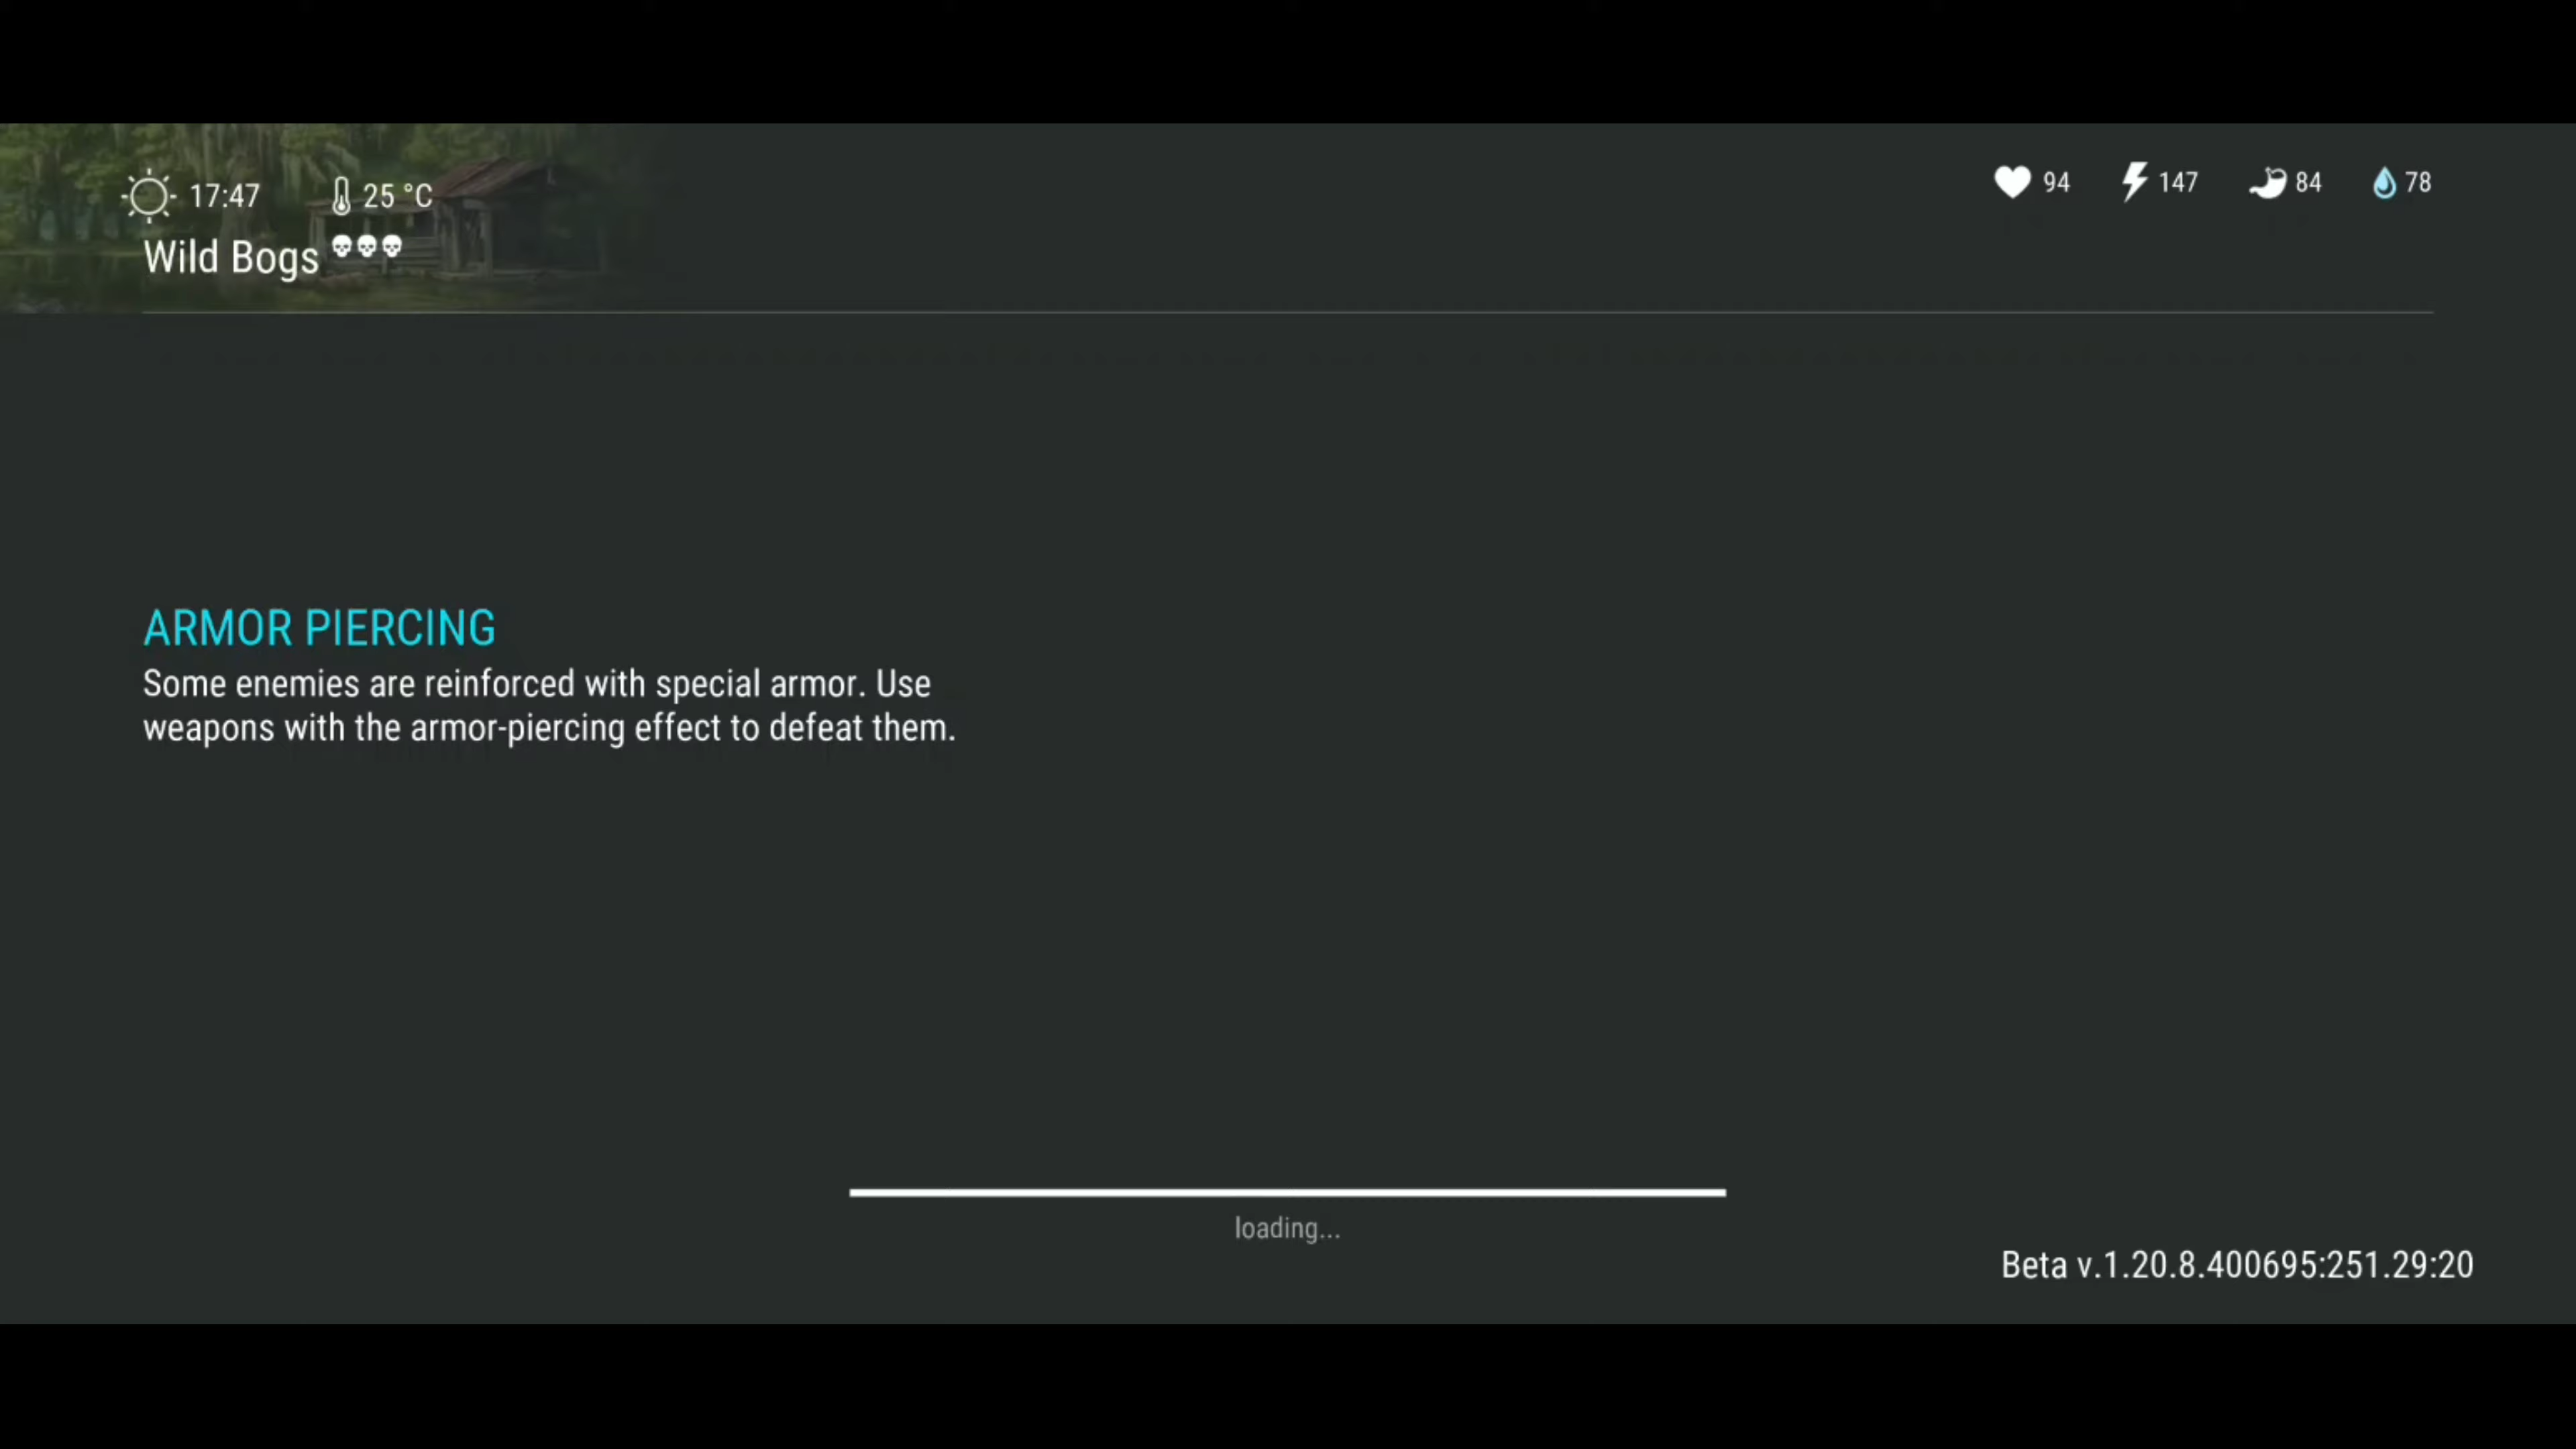 17:47 25 °C
94 147 84 78
Wild Bogs
ARMOR PIERCING
Some enemies are reinforced with special armor. Use
weapons with the armor-piercing effect to defeat them.
loading...
Beta v.1.20.8.400695:251.29:20